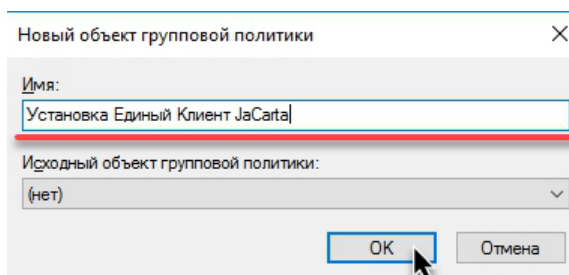 Новый объект групповой политики
Имя:
Установка Единый Клиент JaCarta
Исходный объект групповой политики:
(нет)
OK
Отмена